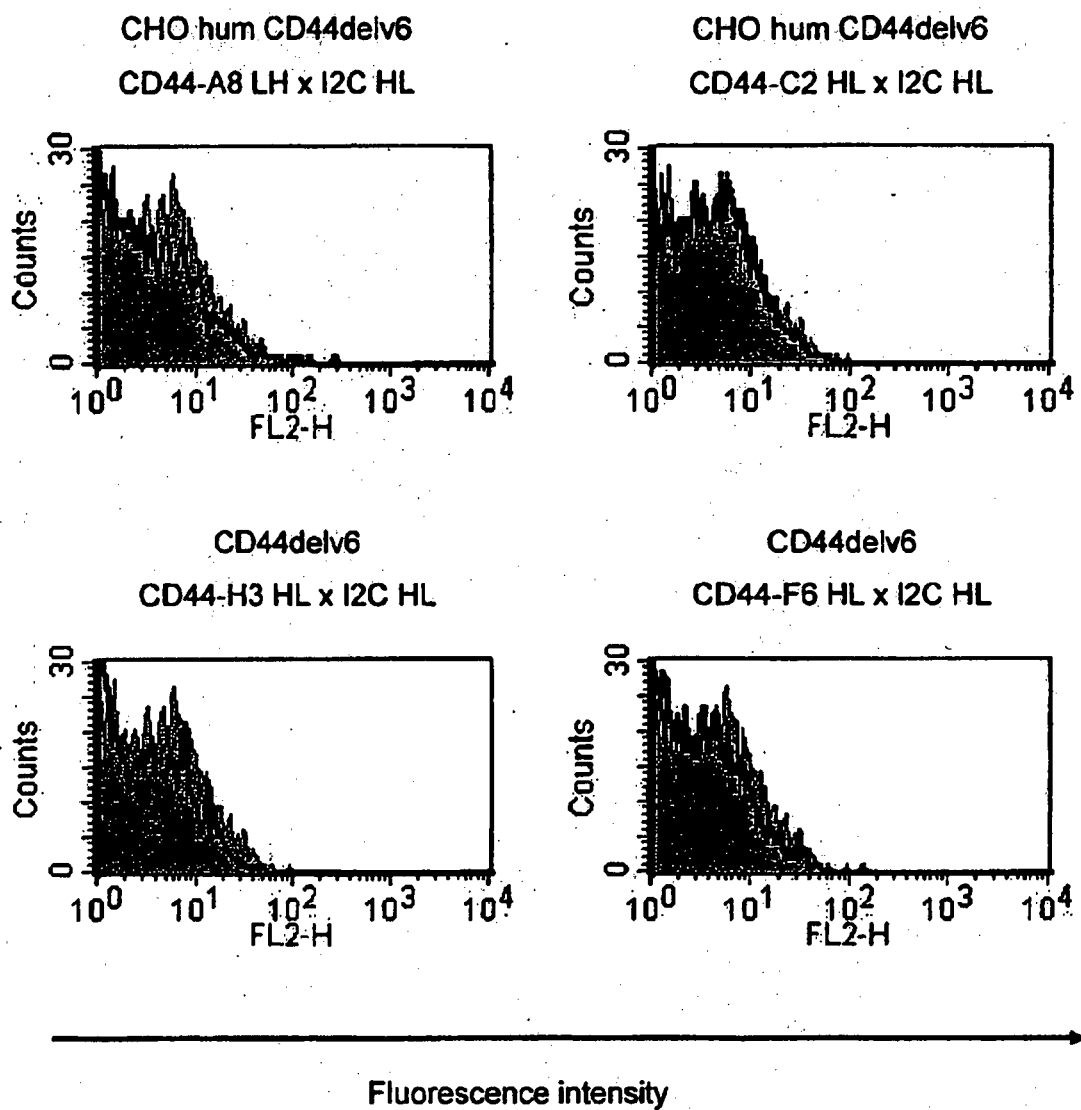 CHO hum CD44delv6
CD44-A8 LH x I2C HL
30
Counts
0
10^0 10^1 10^2 10^3 10^4
FL2-H
CHO hum CD44delv6
CD44-C2 HL x I2C HL
30
Counts
0
10^0 10^1 10^2 10^3 10^4
FL2-H
CD44delv6
CD44-H3 HL x I2C HL
30
Counts
0
10^0 10^1 10^2 10^3 10^4
FL2-H
CD44delv6
CD44-F6 HL x I2C HL
30
Counts
0
10^0 10^1 10^2 10^3 10^4
FL2-H
Fluorescence intensity